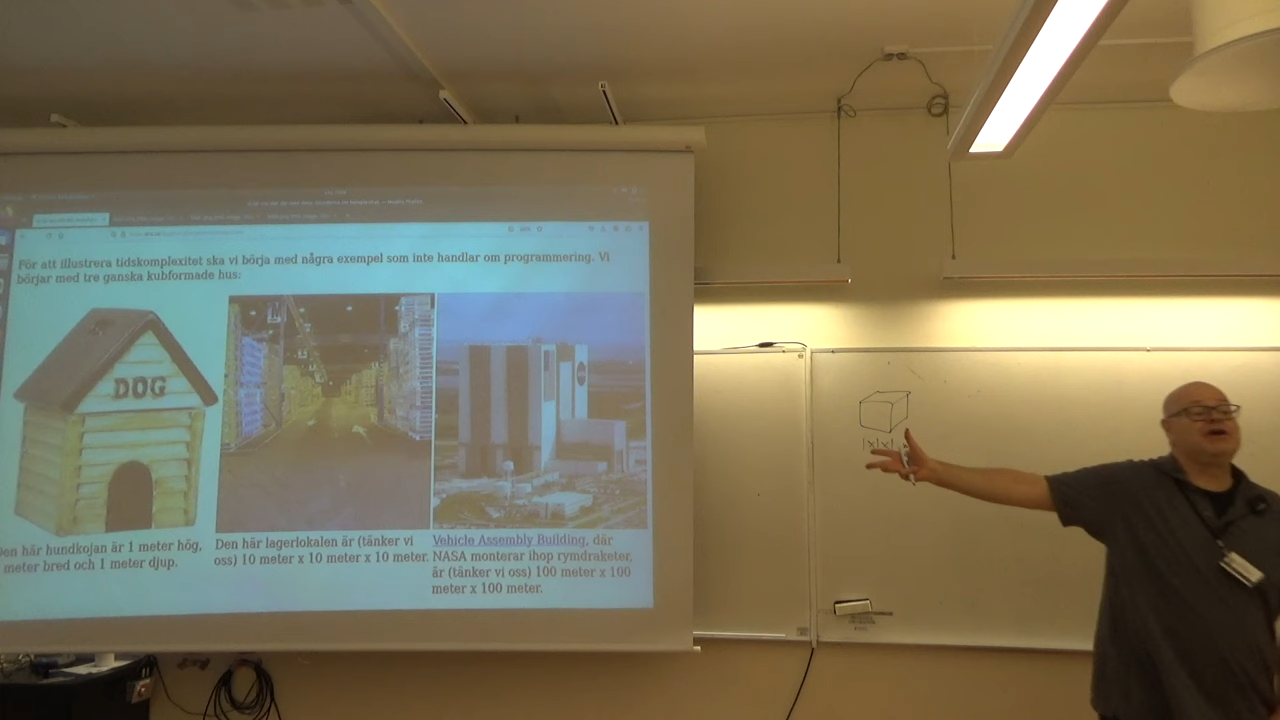 För att illustrera tidskomplexitet ska vi börja med några exempel som inte handlar om programmering. Vi
börjar med tre ganska kubformade hus:
DOG
Den här hundkojan är 1 meter hög,
meter bred och 1 meter djup.
Den här lagerlokalen är (tänker vi
oss) 10 meter x 10 meter x 10 meter.
Vehicle Assembly Building, där
NASA monterar ihop rymdraketer,
är (tänker vi oss) 100 meter x 100
meter x 100 meter.
1x1x1